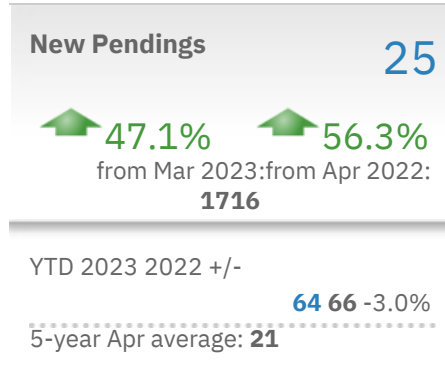 New Pendings 25
47.1% 56.3%
from Mar 2023:from Apr 2022:
1716
YTD 2023 2022 +/-
64 66 -3.0%
5-year Apr average: 21